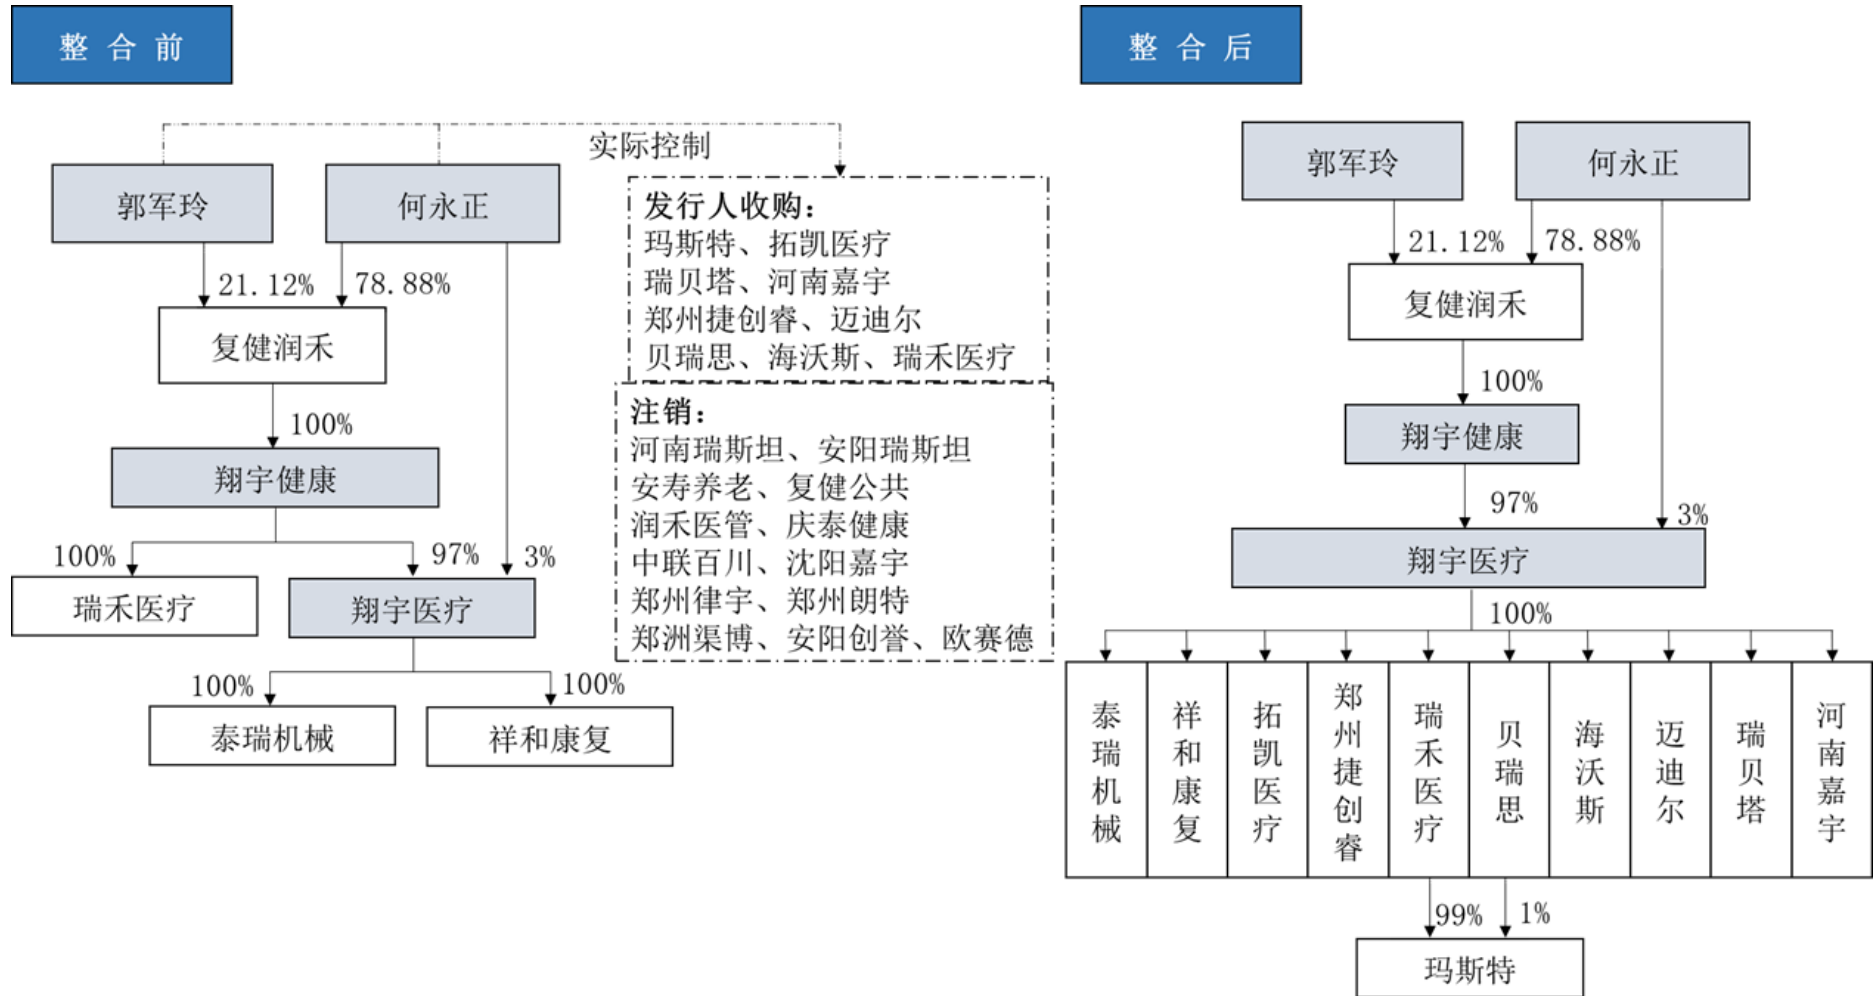 整合前
实际控制
郭军玲
何永正
21.12%
78.88%
复健润禾
100%
翔宇健康
100%
97%
3%
瑞禾医疗
翔宇医疗
100%
100%
泰瑞机械
祥和康复
发行人收购：
玛斯特、拓凯医疗
瑞贝塔、河南嘉宇
郑州捷创睿、迈迪尔
贝瑞思、海沃斯、瑞禾医疗
注销：
河南瑞斯坦、安阳瑞斯坦
安寿养老、复健公共
润禾医管、庆泰健康
中联百川、沈阳嘉宇
郑州律宇、郑州朗特
郑洲渠博、安阳创誉、欧赛德
整合后
郭军玲
何永正
21.12%
78.88%
复健润禾
100%
翔宇健康
97%
3%
翔宇医疗
100%
泰瑞机械
祥和康复
拓凯医疗
郑州捷创睿
瑞禾医疗
贝瑞思
海沃斯
迈迪尔
瑞贝塔
河南嘉宇
99%
1%
玛斯特